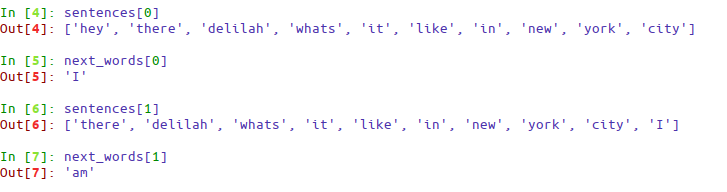 In [4]: sentences[0]
Out[4]: ['hey', 'there', 'delilah', 'whats', 'it', 'like', 'in', 'new', 'york', 'city']
In [5]: next_words[0]
Out[5]: 'I'
In [6]: sentences[1]
Out[6]: ['there', 'delilah', 'whats', 'it', 'like', 'in', 'new', 'york', 'city', 'I']
In [7]: next_words[1]
Out[7]: 'am'